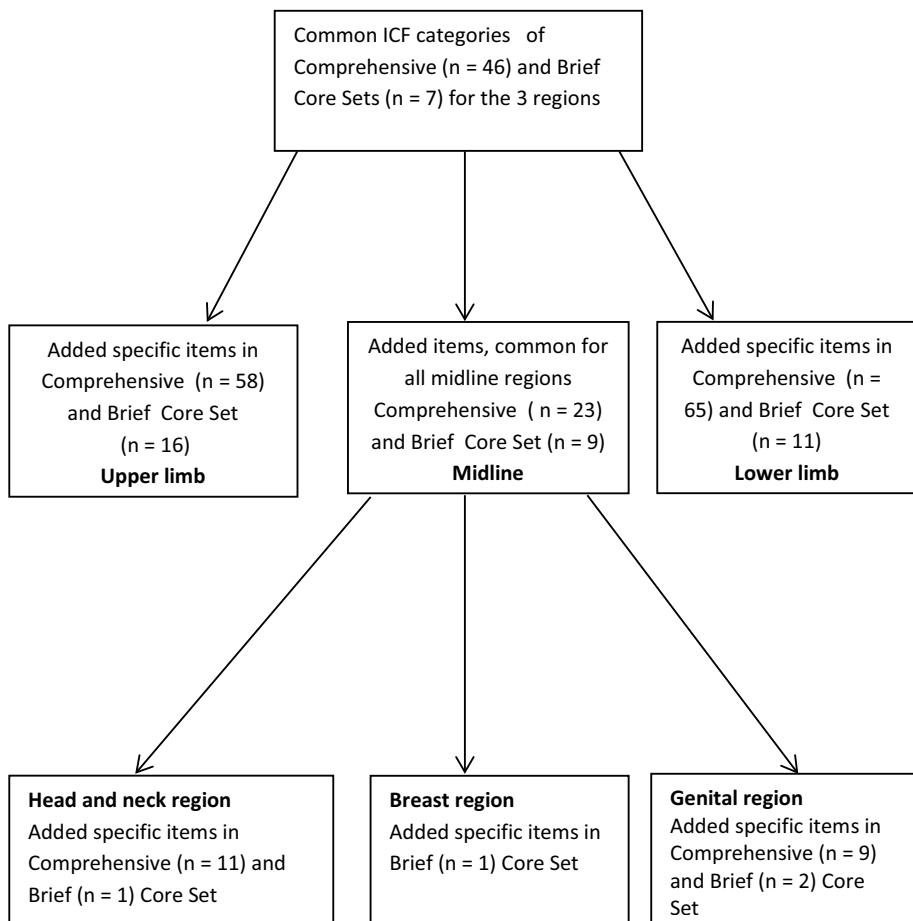 Common ICF categories of
Comprehensive (n = 46) and Brief
Core Sets (n = 7) for the 3 regions
Added specific items in
Comprehensive (n = 58)
and Brief Core Set
(n = 16)
Upper limb
Added items, common for
all midline regions
Comprehensive ( n = 23)
and Brief Core Set (n = 9)
Midline
Added specific items in
Comprehensive (n =
65) and Brief Core Set
(n = 11)
Lower limb
Head and neck region
Added specific items in
Comprehensive (n = 11) and
Brief (n = 1) Core Set
Breast region
Added specific items in
Brief (n = 1) Core Set
Genital region
Added specific items in
Comprehensive (n = 9)
and Brief (n = 2) Core
Set